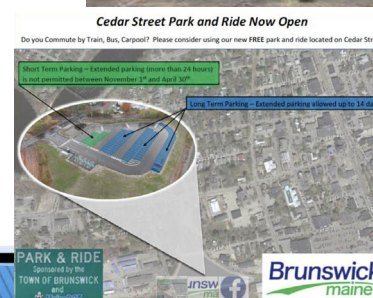 Cedar Street Park and Ride Now Open
Do you Commute by Train, Bus, Carpool? Please consider using our new FREE park and ride located on Cedar Str
Short Term Parking – Extended parking (more than 24 hours)
is not permitted between November 1st and April 30th
Long Term Parking – Extended parking allowed up to 14 da
PARK & RIDE
Sponsored by the
TOWN OF BRUNSWICK
and
unsw
ma
Brunswick
maine